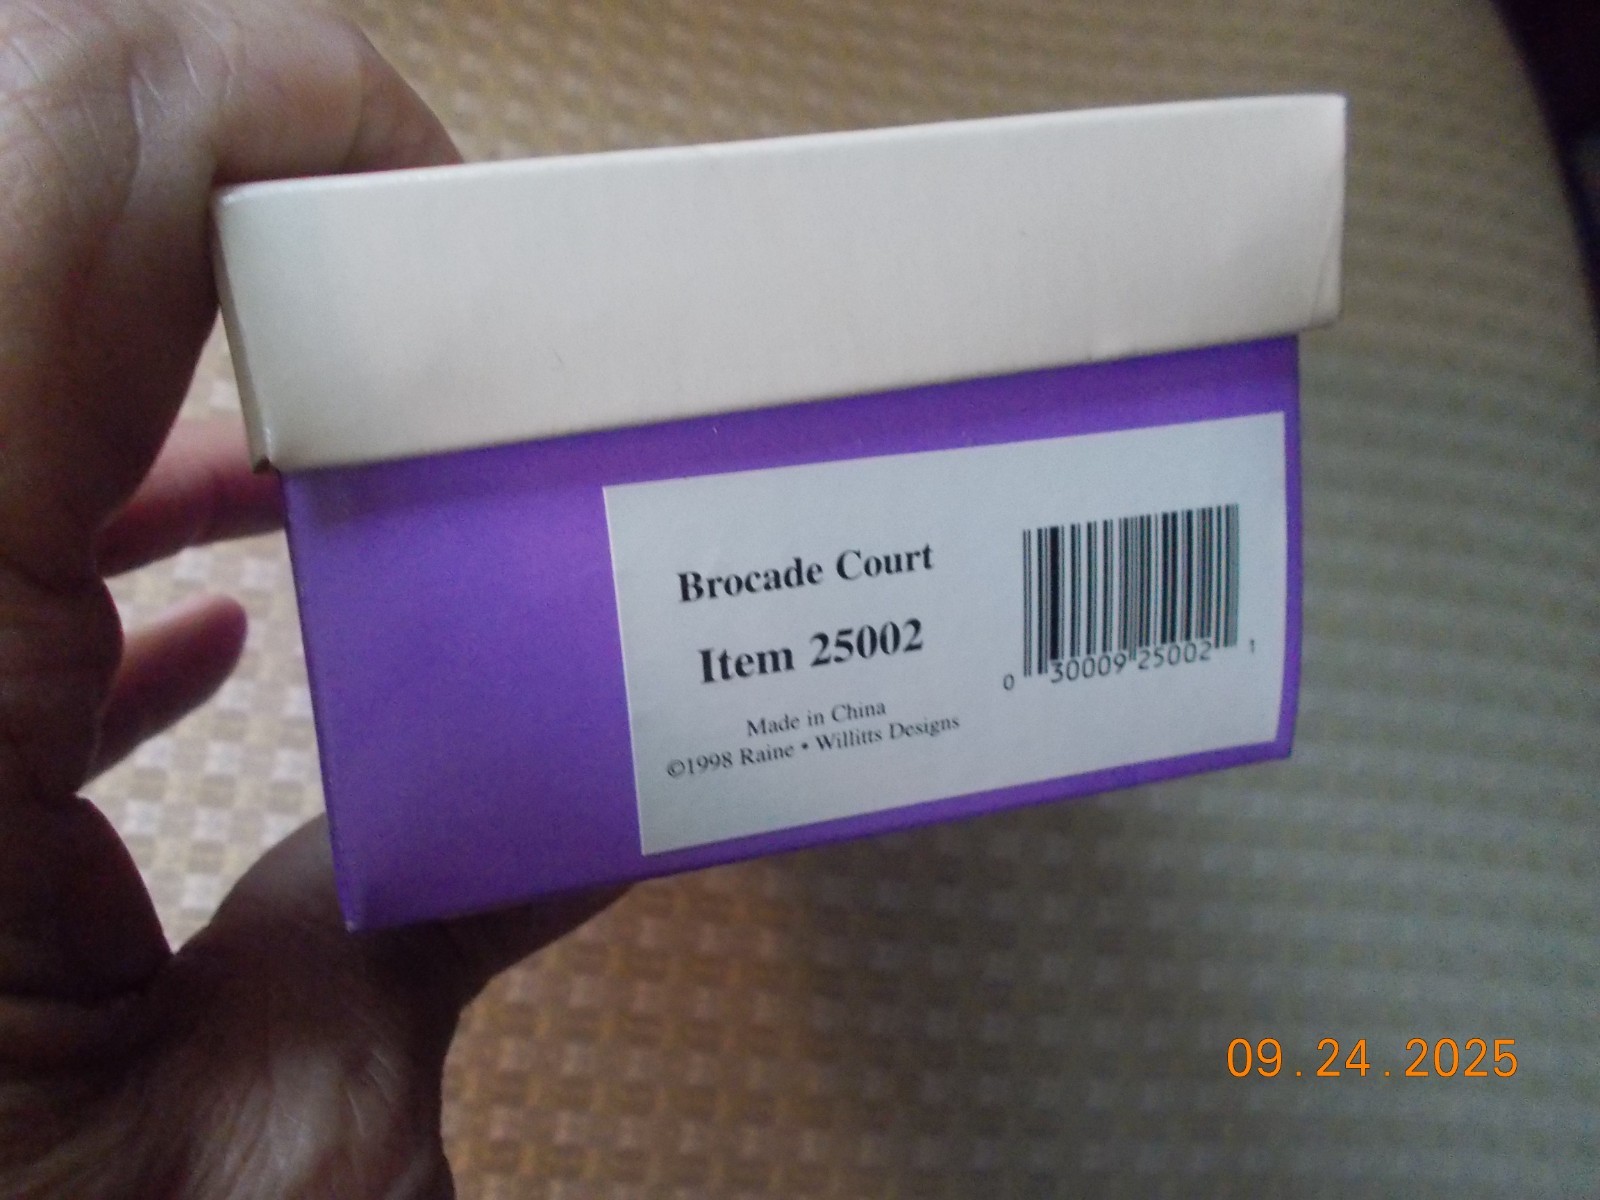 Brocade Court
Item 25002
Made in China
©1998 Raine • Willitts Designs
0 30009 25002 1
09.24.2025